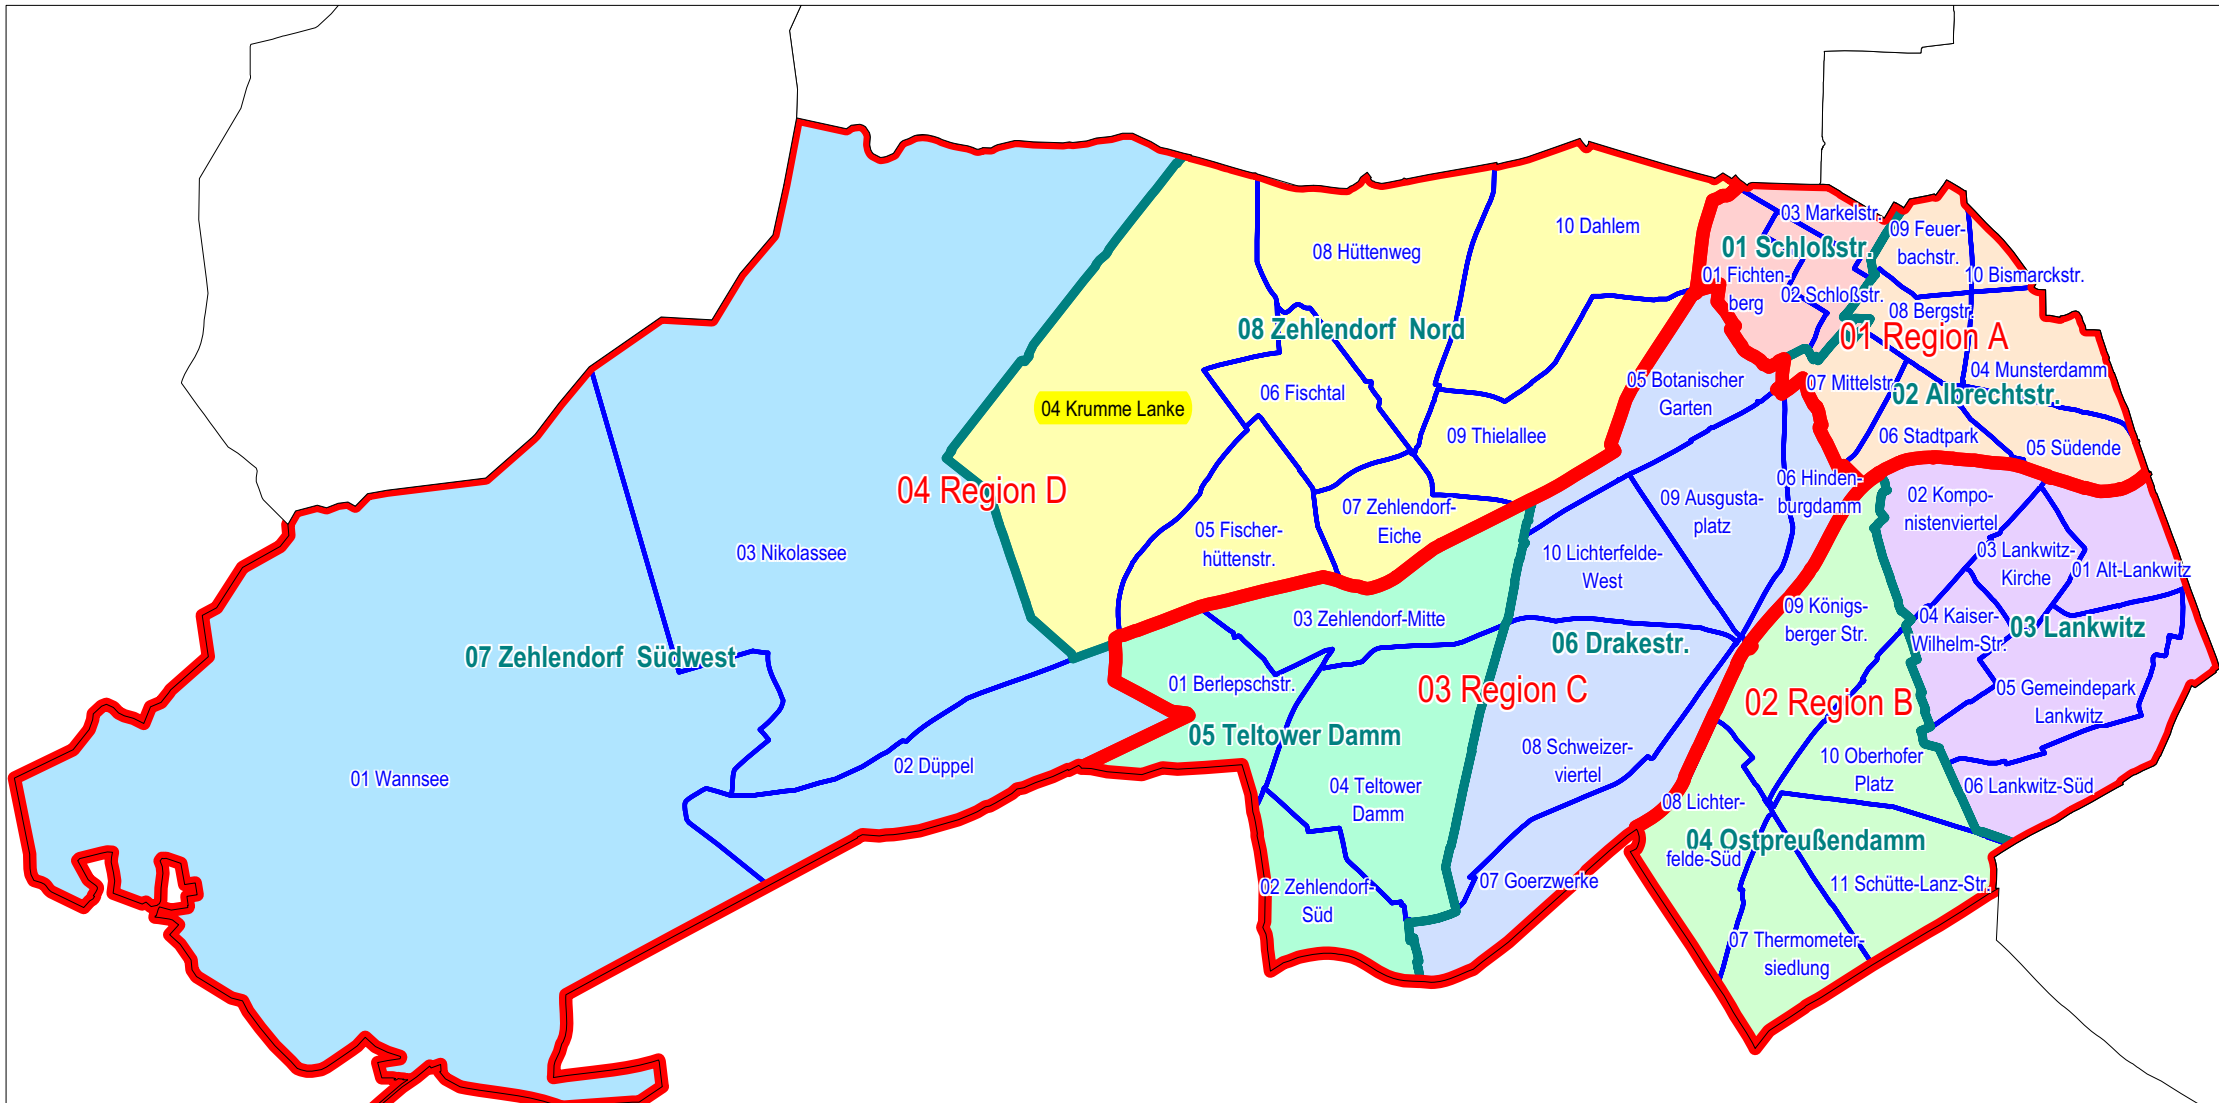 03 Markelstr.
09 Feuer-
bachstr.
10 Dahlem
01 Schloßstr.
08 Hüttenweg
01 Fichten-
berg
10 Bismarckstr.
02 Schloßstr.
08 Bergstr.
08 Zehlendorf Nord
01 Region A
04 Munsterdamm
05 Botanischer
Garten
07 Mittelstr.
02 Albrechtstr.
06 Fischtal
04 Krumme Lanke
09 Thielallee
06 Stadtpark
05 Südende
04 Region D
06 Hinden-
burgdamm
09 Ausgusta-
platz
02 Kompo-
nistenviertel
07 Zehlendorf-
Eiche
05 Fischer-
hüttenstr.
03 Nikolassee
10 Lichterfelde-
West
03 Lankwitz-
Kirche
01 Alt-Lankwitz
09 Königs-
berger Str.
03 Zehlendorf-Mitte
04 Kaiser-
Wilhelm-Str.
03 Lankwitz
06 Drakestr.
07 Zehlendorf Südwest
01 Berlepschstr.
03 Region C
02 Region B
05 Gemeindepark
Lankwitz
05 Teltower Damm
08 Schweizer-
viertel
10 Oberhofer
Platz
02 Düppel
01 Wannsee
04 Teltower
Damm
06 Lankwitz-Süd
08 Lichter-
felde-Süd
04 Ostpreußendamm
02 Zehlendorf-
Süd
07 Goerzwerke
11 Schütte-Lanz-Str.
07 Thermometer-
siedlung